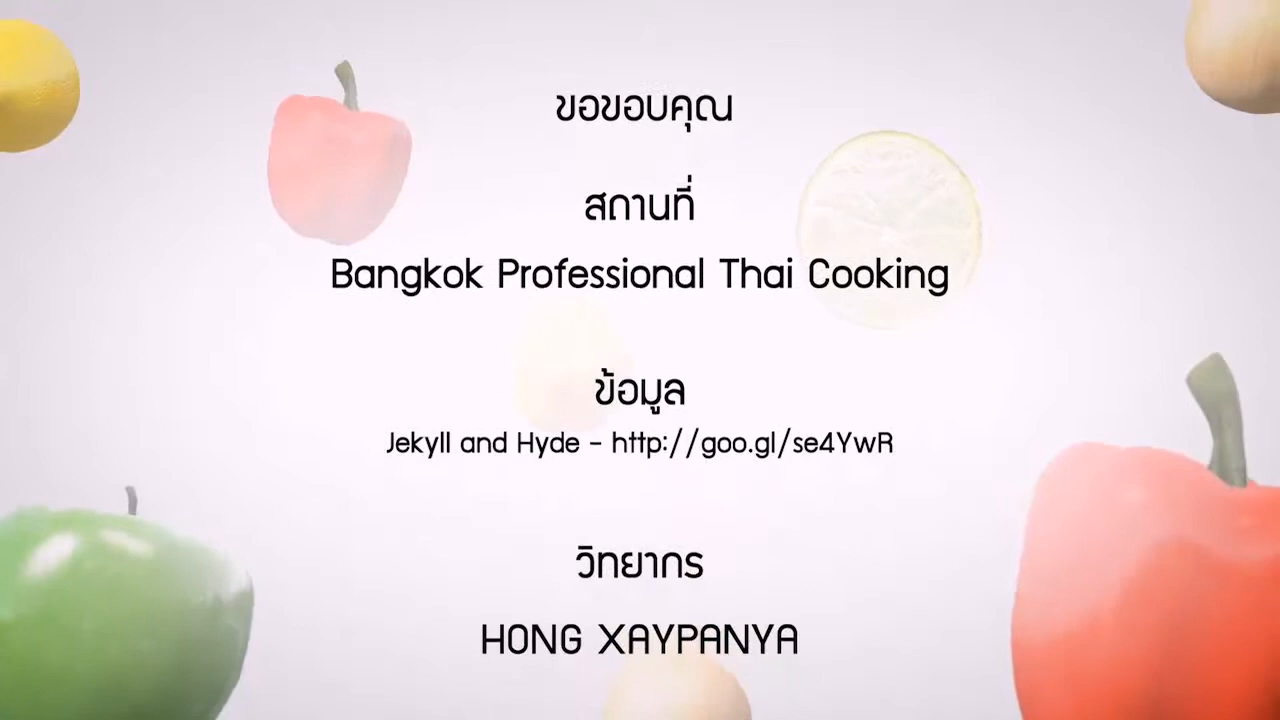 ขอขอบคุณ
สถานที่
Bangkok Professional Thai Cooking
ข้อมูล
Jekyll and Hyde - http://goo.gl/se4YwR
วิทยากร
HONG XAYPANYA